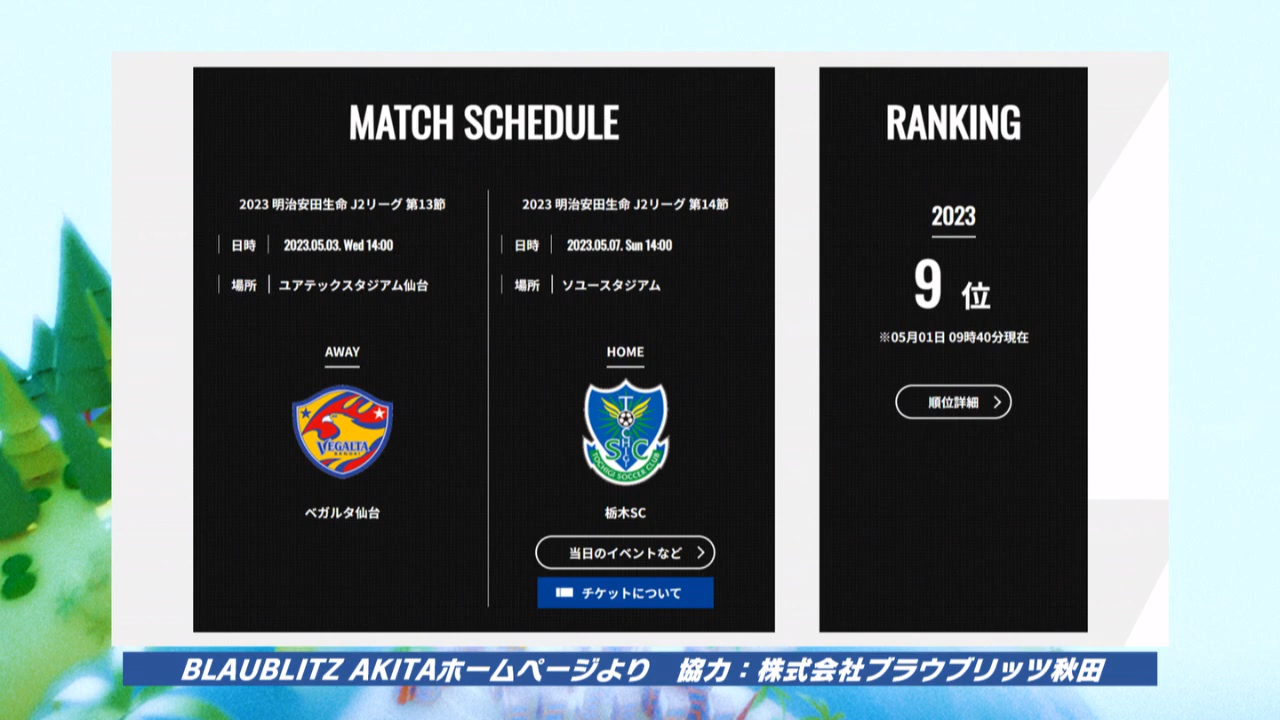 MATCH SCHEDULE
2023 明治安田生命 J2リーグ 第13節
日時 2023.05.03. Wed 14:00
場所 ユアテックスタジアム仙台
AWAY
VEGALTA
SENDAI
ベガルタ仙台
2023 明治安田生命 J2リーグ 第14節
日時 2023.05.07. Sun 14:00
場所 ソユースタジアム
HOME
TOCHIGI
SC
TOCHIGI SOCCER CLUB
栃木SC
当日のイベントなど
チケットについて
RANKING
2023
9 位
※05月01日 09時40分現在
順位詳細
BLAUBLITZ AKITAホームページより 協力：株式会社ブラウブリッツ秋田